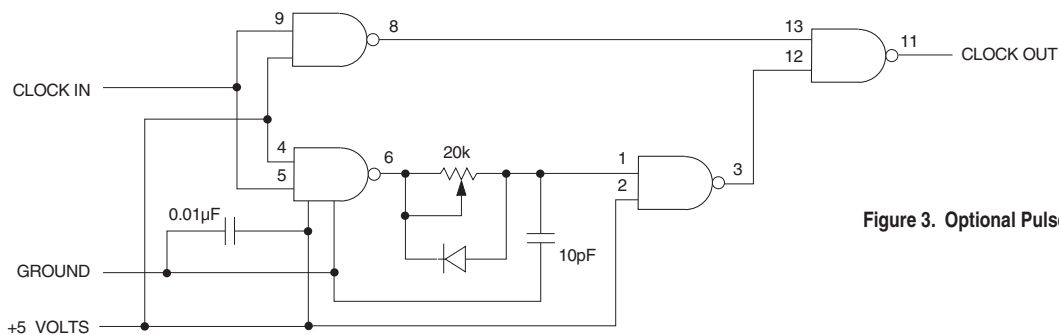 9
8
13
12
11
CLOCK OUT
CLOCK IN
4
5
6
20k
1
2
3
0.01µF
10pF
Figure 3. Optional Puls
GROUND
+5 VOLTS